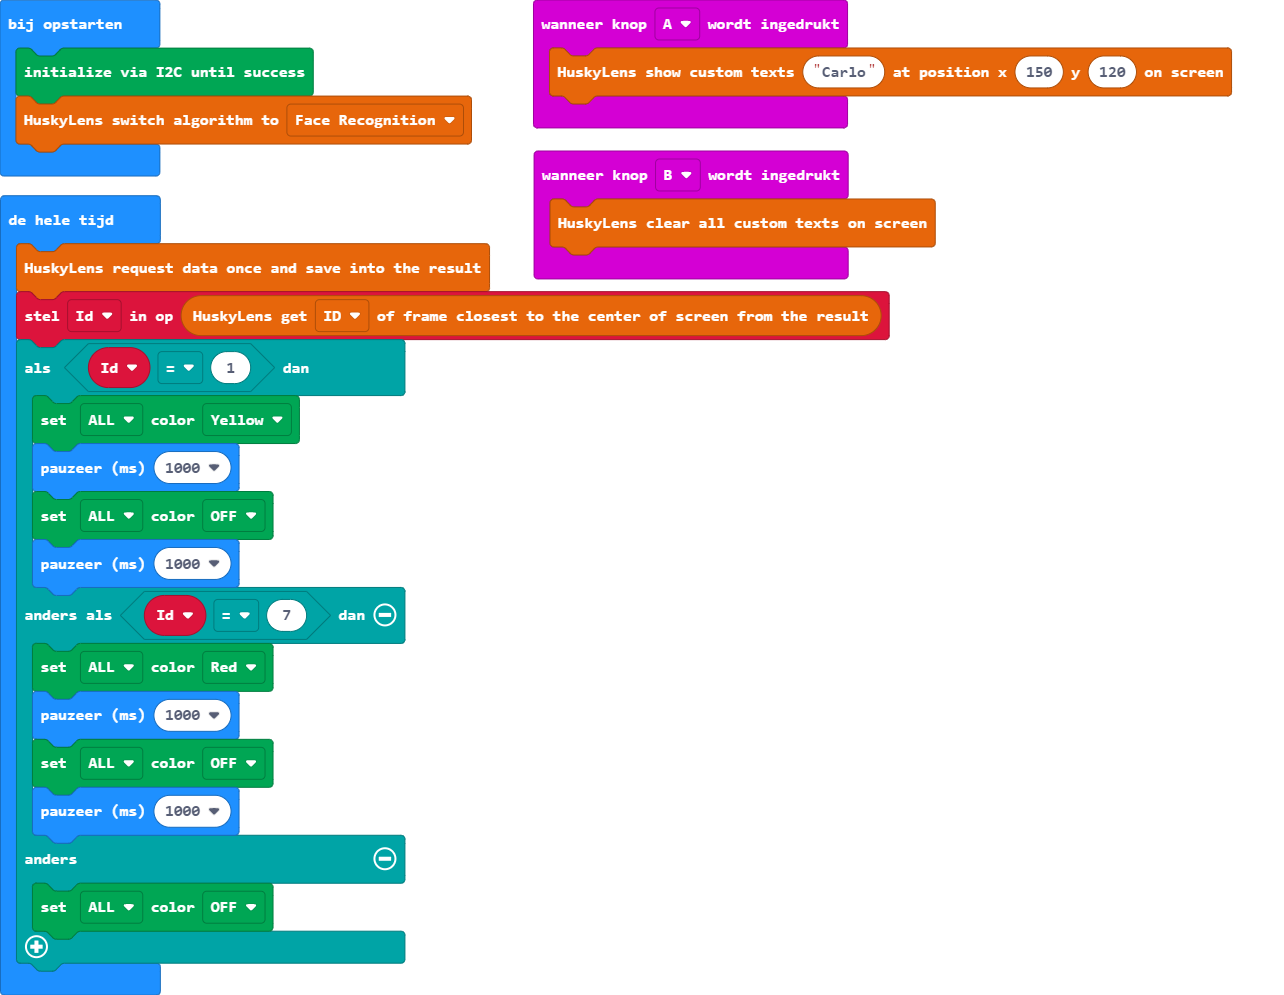 bij opstarten
initialize via I2C until success
HuskyLens switch algorithm to Face Recognition
de hele tijd
HuskyLens request data once and save into the result
stel Id in op HuskyLens get ID of frame closest to the center of screen from the result
als Id = 1 dan
set ALL color Yellow
pauzeer (ms) 1000
set ALL color OFF
pauzeer (ms) 1000
anders als Id = 7 dan
set ALL color Red
pauzeer (ms) 1000
set ALL color OFF
pauzeer (ms) 1000
anders
set ALL color OFF
wanneer knop A wordt ingedrukt
HuskyLens show custom texts "Carlo" at position x 150 y 120 on screen
wanneer knop B wordt ingedrukt
HuskyLens clear all custom texts on screen